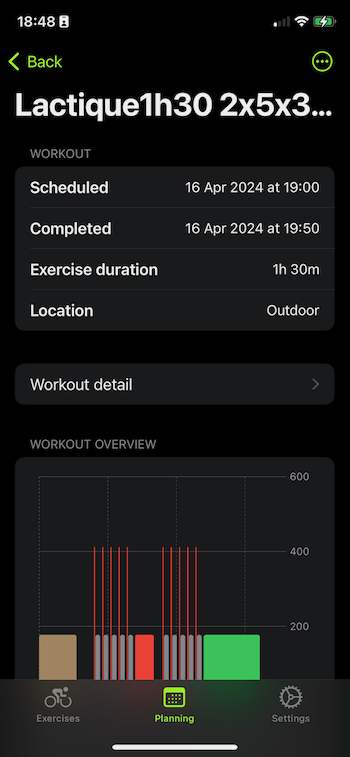 18:48
Back
Lactique1h30 2x5x3...
WORKOUT
Scheduled 16 Apr 2024 at 19:00
Completed 16 Apr 2024 at 19:50
Exercise duration 1h 30m
Location Outdoor
Workout detail
WORKOUT OVERVIEW
600
400
200
Exercises Planning Settings